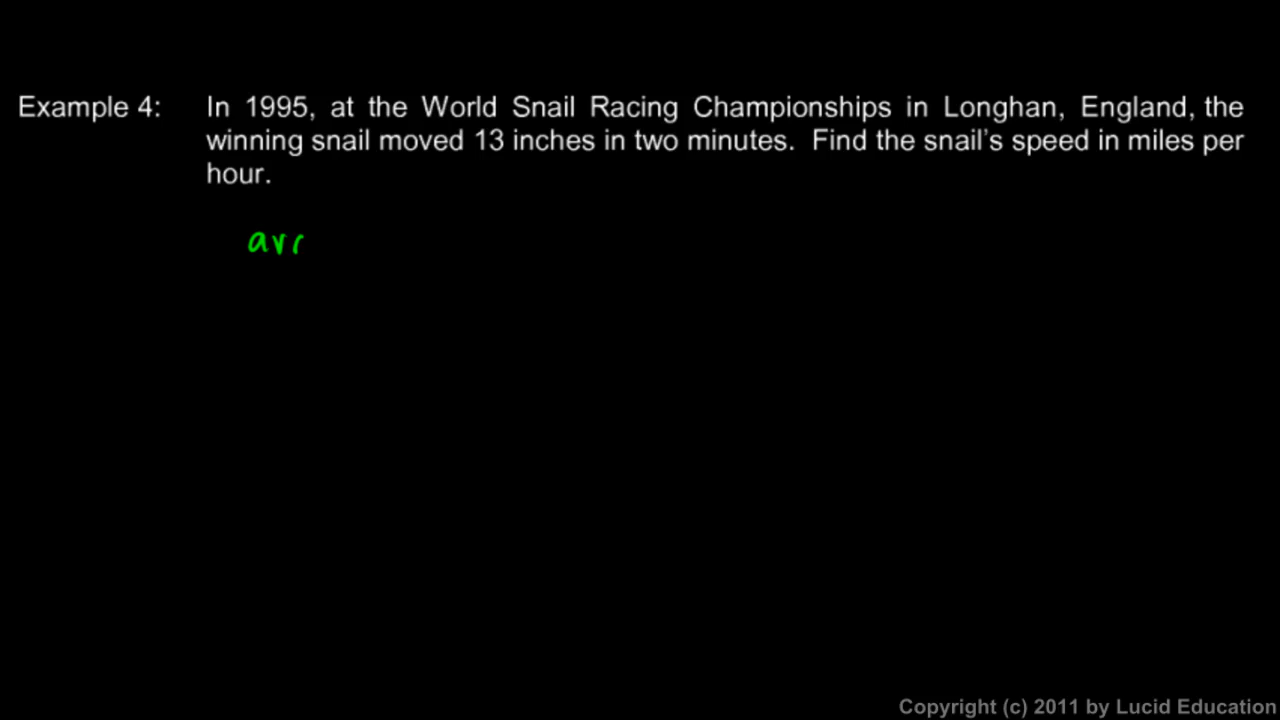 Example 4: In 1995, at the World Snail Racing Championships in Longhan, England, the
winning snail moved 13 inches in two minutes. Find the snail's speed in miles per
hour.
Copyright (c) 2011 by Lucid Education